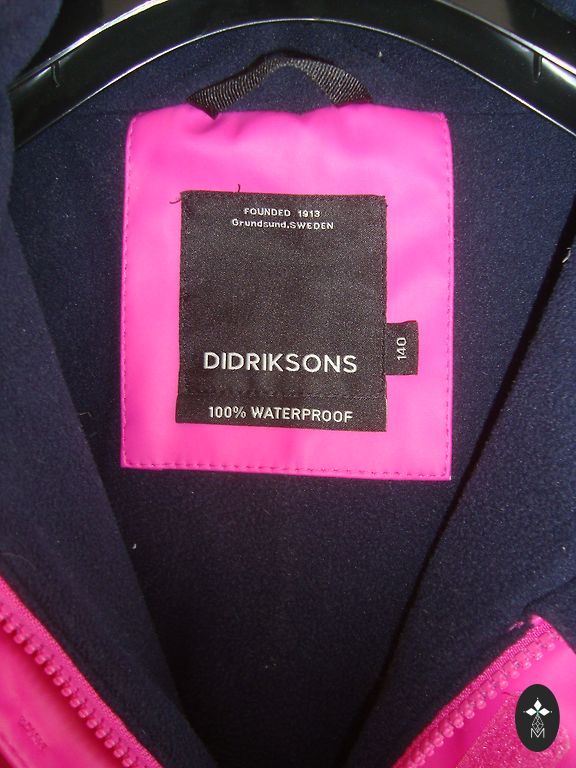 FOUNDED 1913
Grundsund.SWEDEN
DIDRIKSONS
140
100% WATERPROOF
M